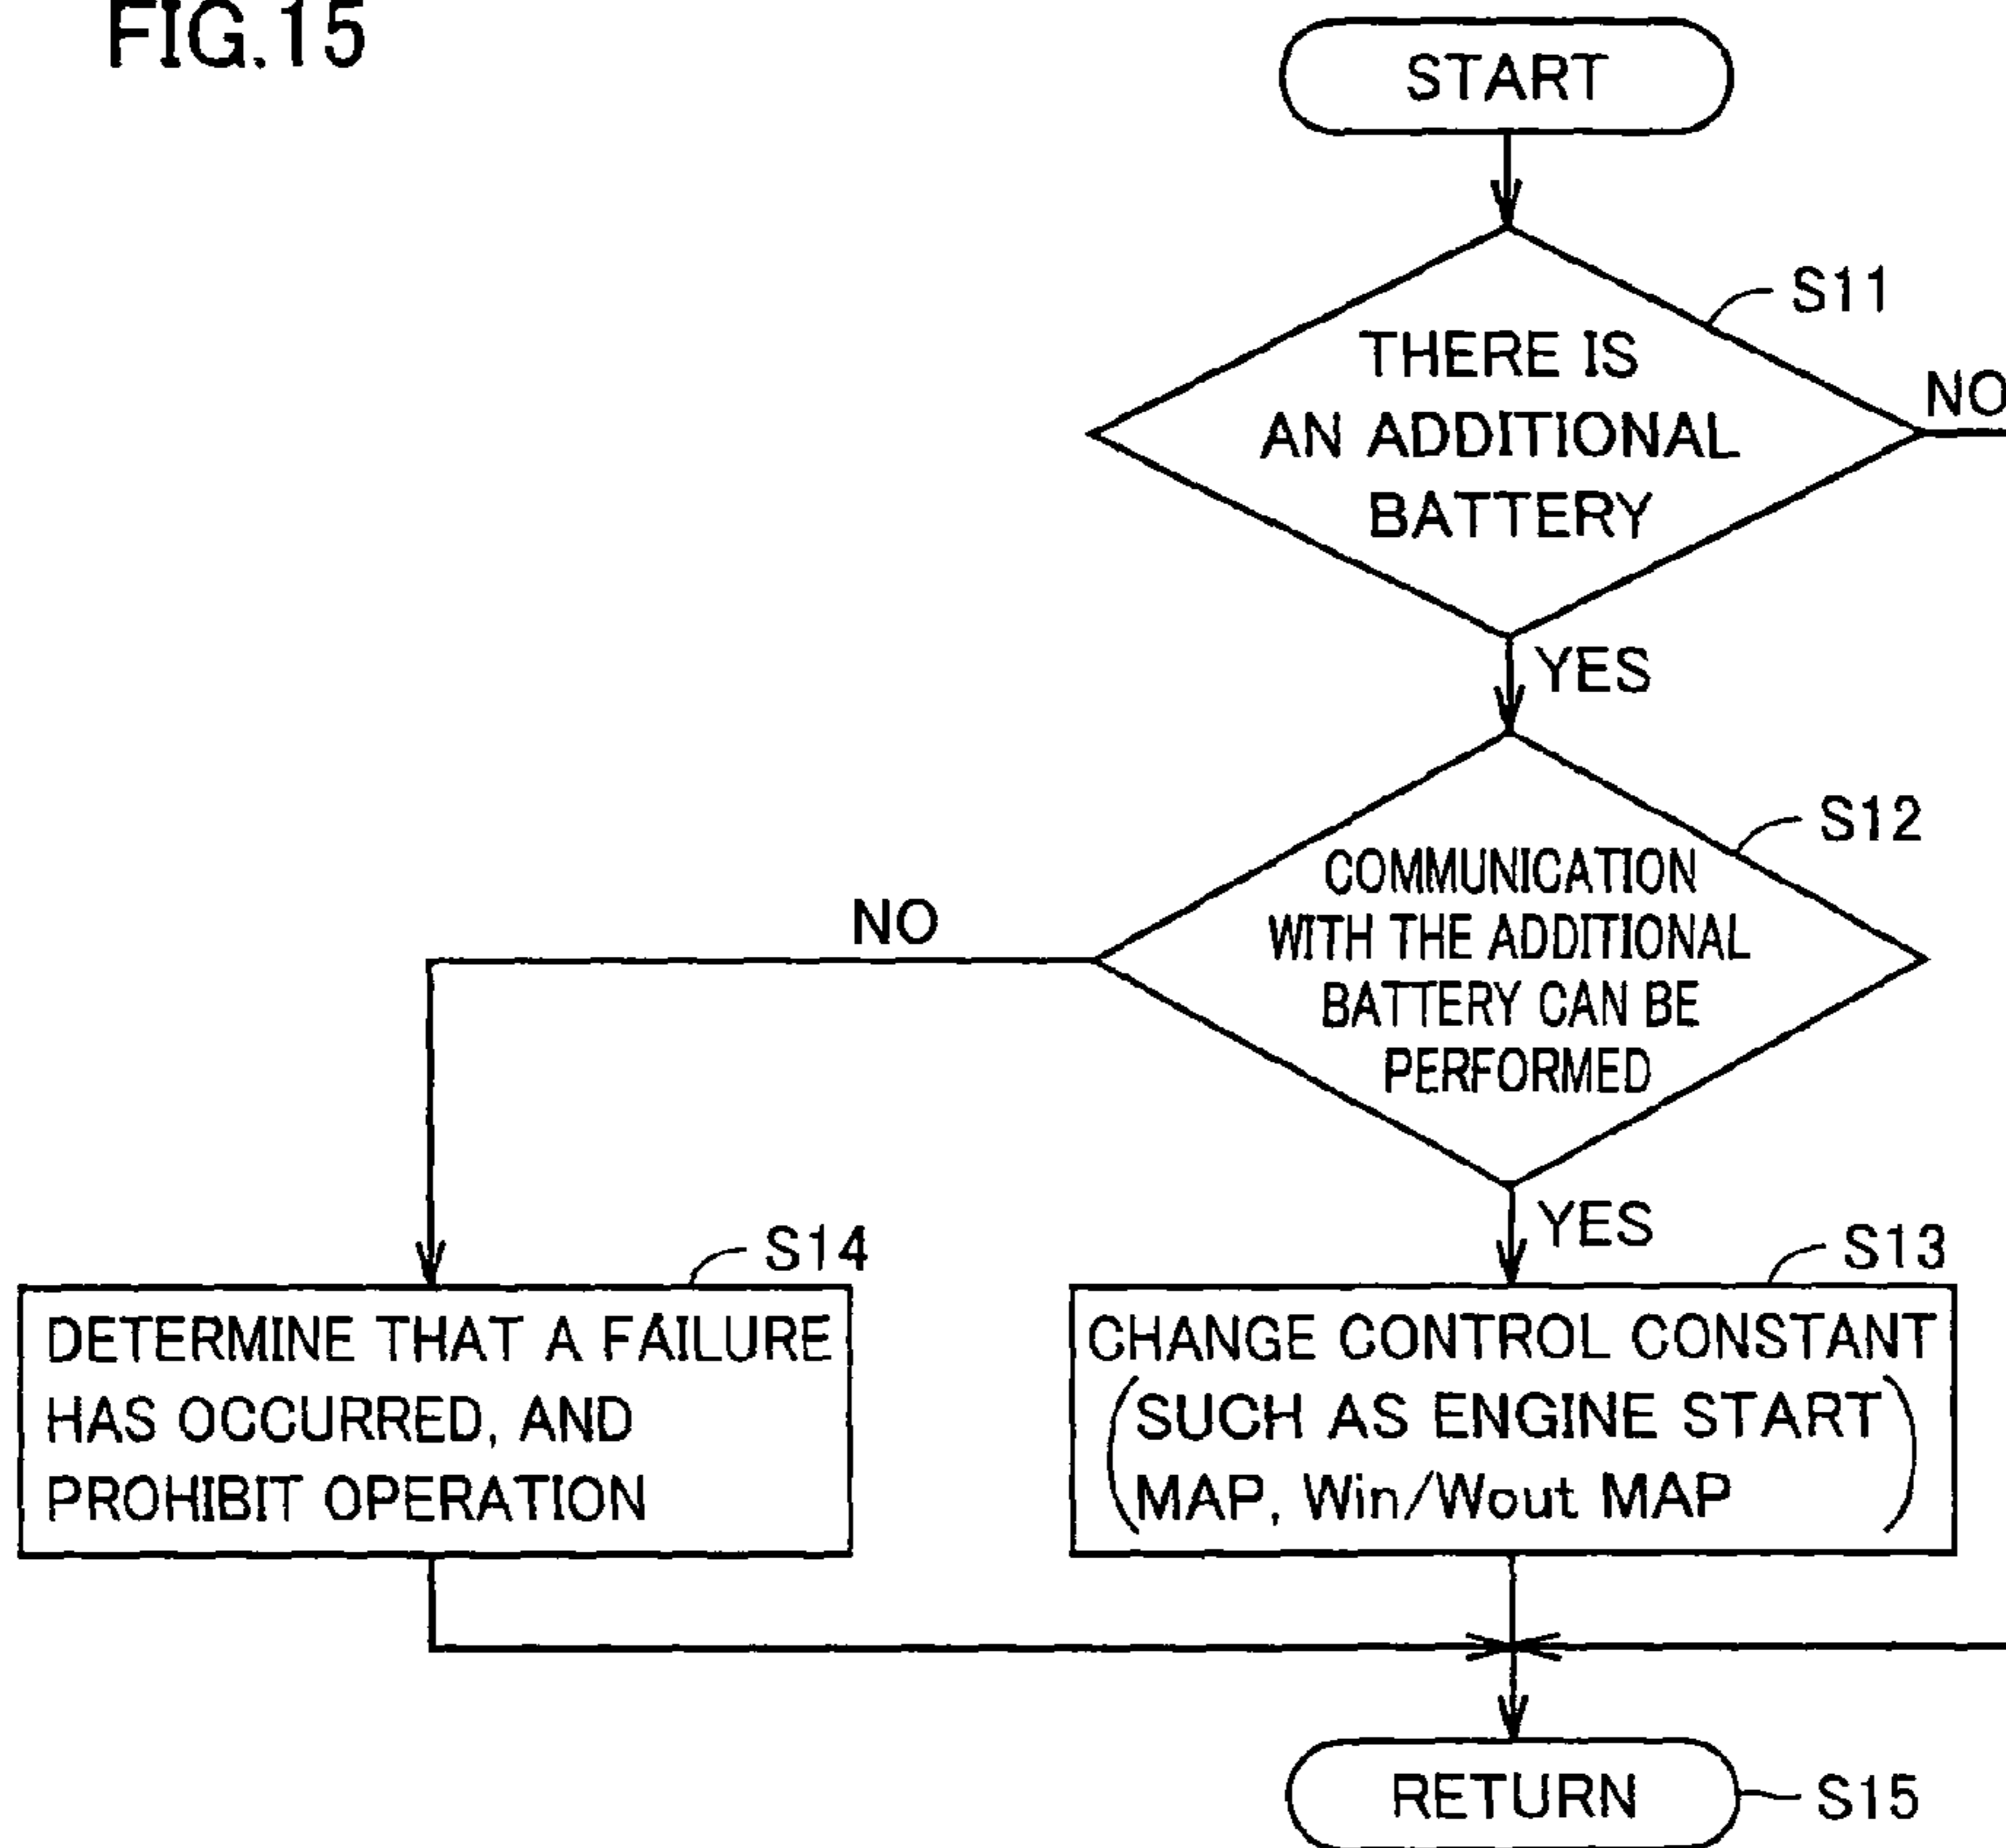 FIG.15
START
S11
THERE IS
AN ADDITIONAL
BATTERY
NO
YES
S12
COMMUNICATION
WITH THE ADDITIONAL
BATTERY CAN BE
PERFORMED
NO
YES
S14
DETERMINE THAT A FAILURE
HAS OCCURRED, AND
PROHIBIT OPERATION
S13
CHANGE CONTROL CONSTANT
(SUCH AS ENGINE START
MAP, Win/Wout MAP)
RETURN
S15